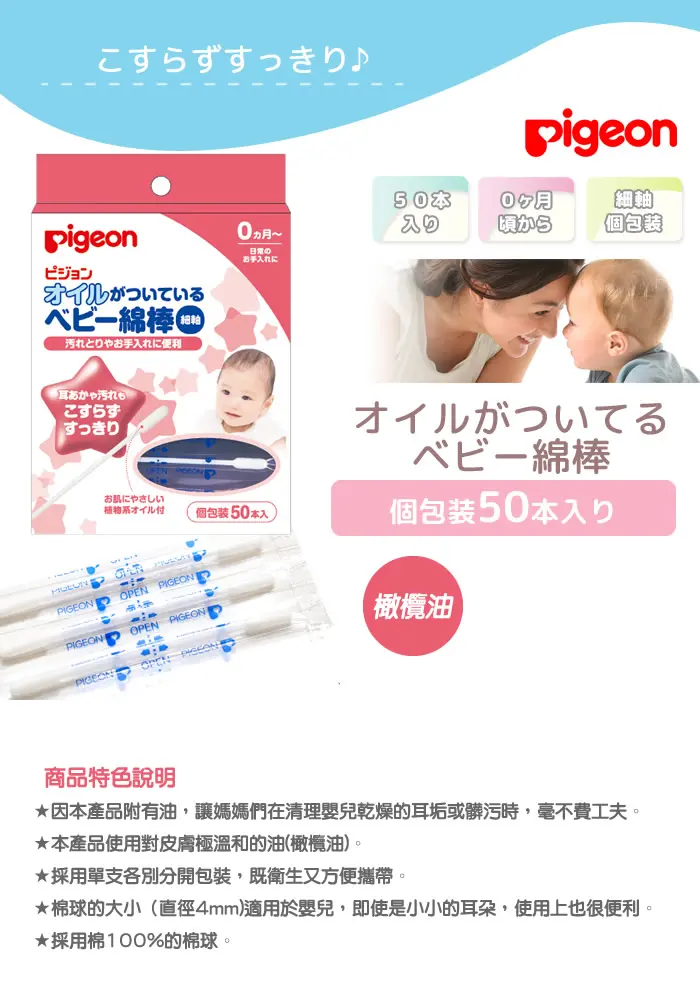 こすらずすっきり♪
pigeon
50本
入り
0ヶ月
頃から
細軸
個包装
pigeon
0ヵ月~
日常の
お手入れに
ピジョン
オイルがついている
ベビー綿棒 細軸
汚れとりやお手入れに便利
耳あかや汚れも
こすらず
すっきり
お肌にやさしい
植物系オイル付
個包装50本入
オイルがついてる
ベビー綿棒
個包装50本入り
橄欖油
PIGEON OPEN PIGEON
PIGEON OPEN PIGEON
PIGEON OPEN PIGEON
PIGEON OPEN
商品特色說明
★因本產品附有油,讓媽媽們在清理嬰兒乾燥的耳垢或髒污時,毫不費工夫。
★本產品使用對皮膚極溫和的油(橄欖油)。
★採用單支各別分開包裝,既衛生又方便攜帶。
★棉球的大小(直徑4mm)適用於嬰兒,即使是小小的耳朵,使用上也很便利。
★採用棉100%的棉球。